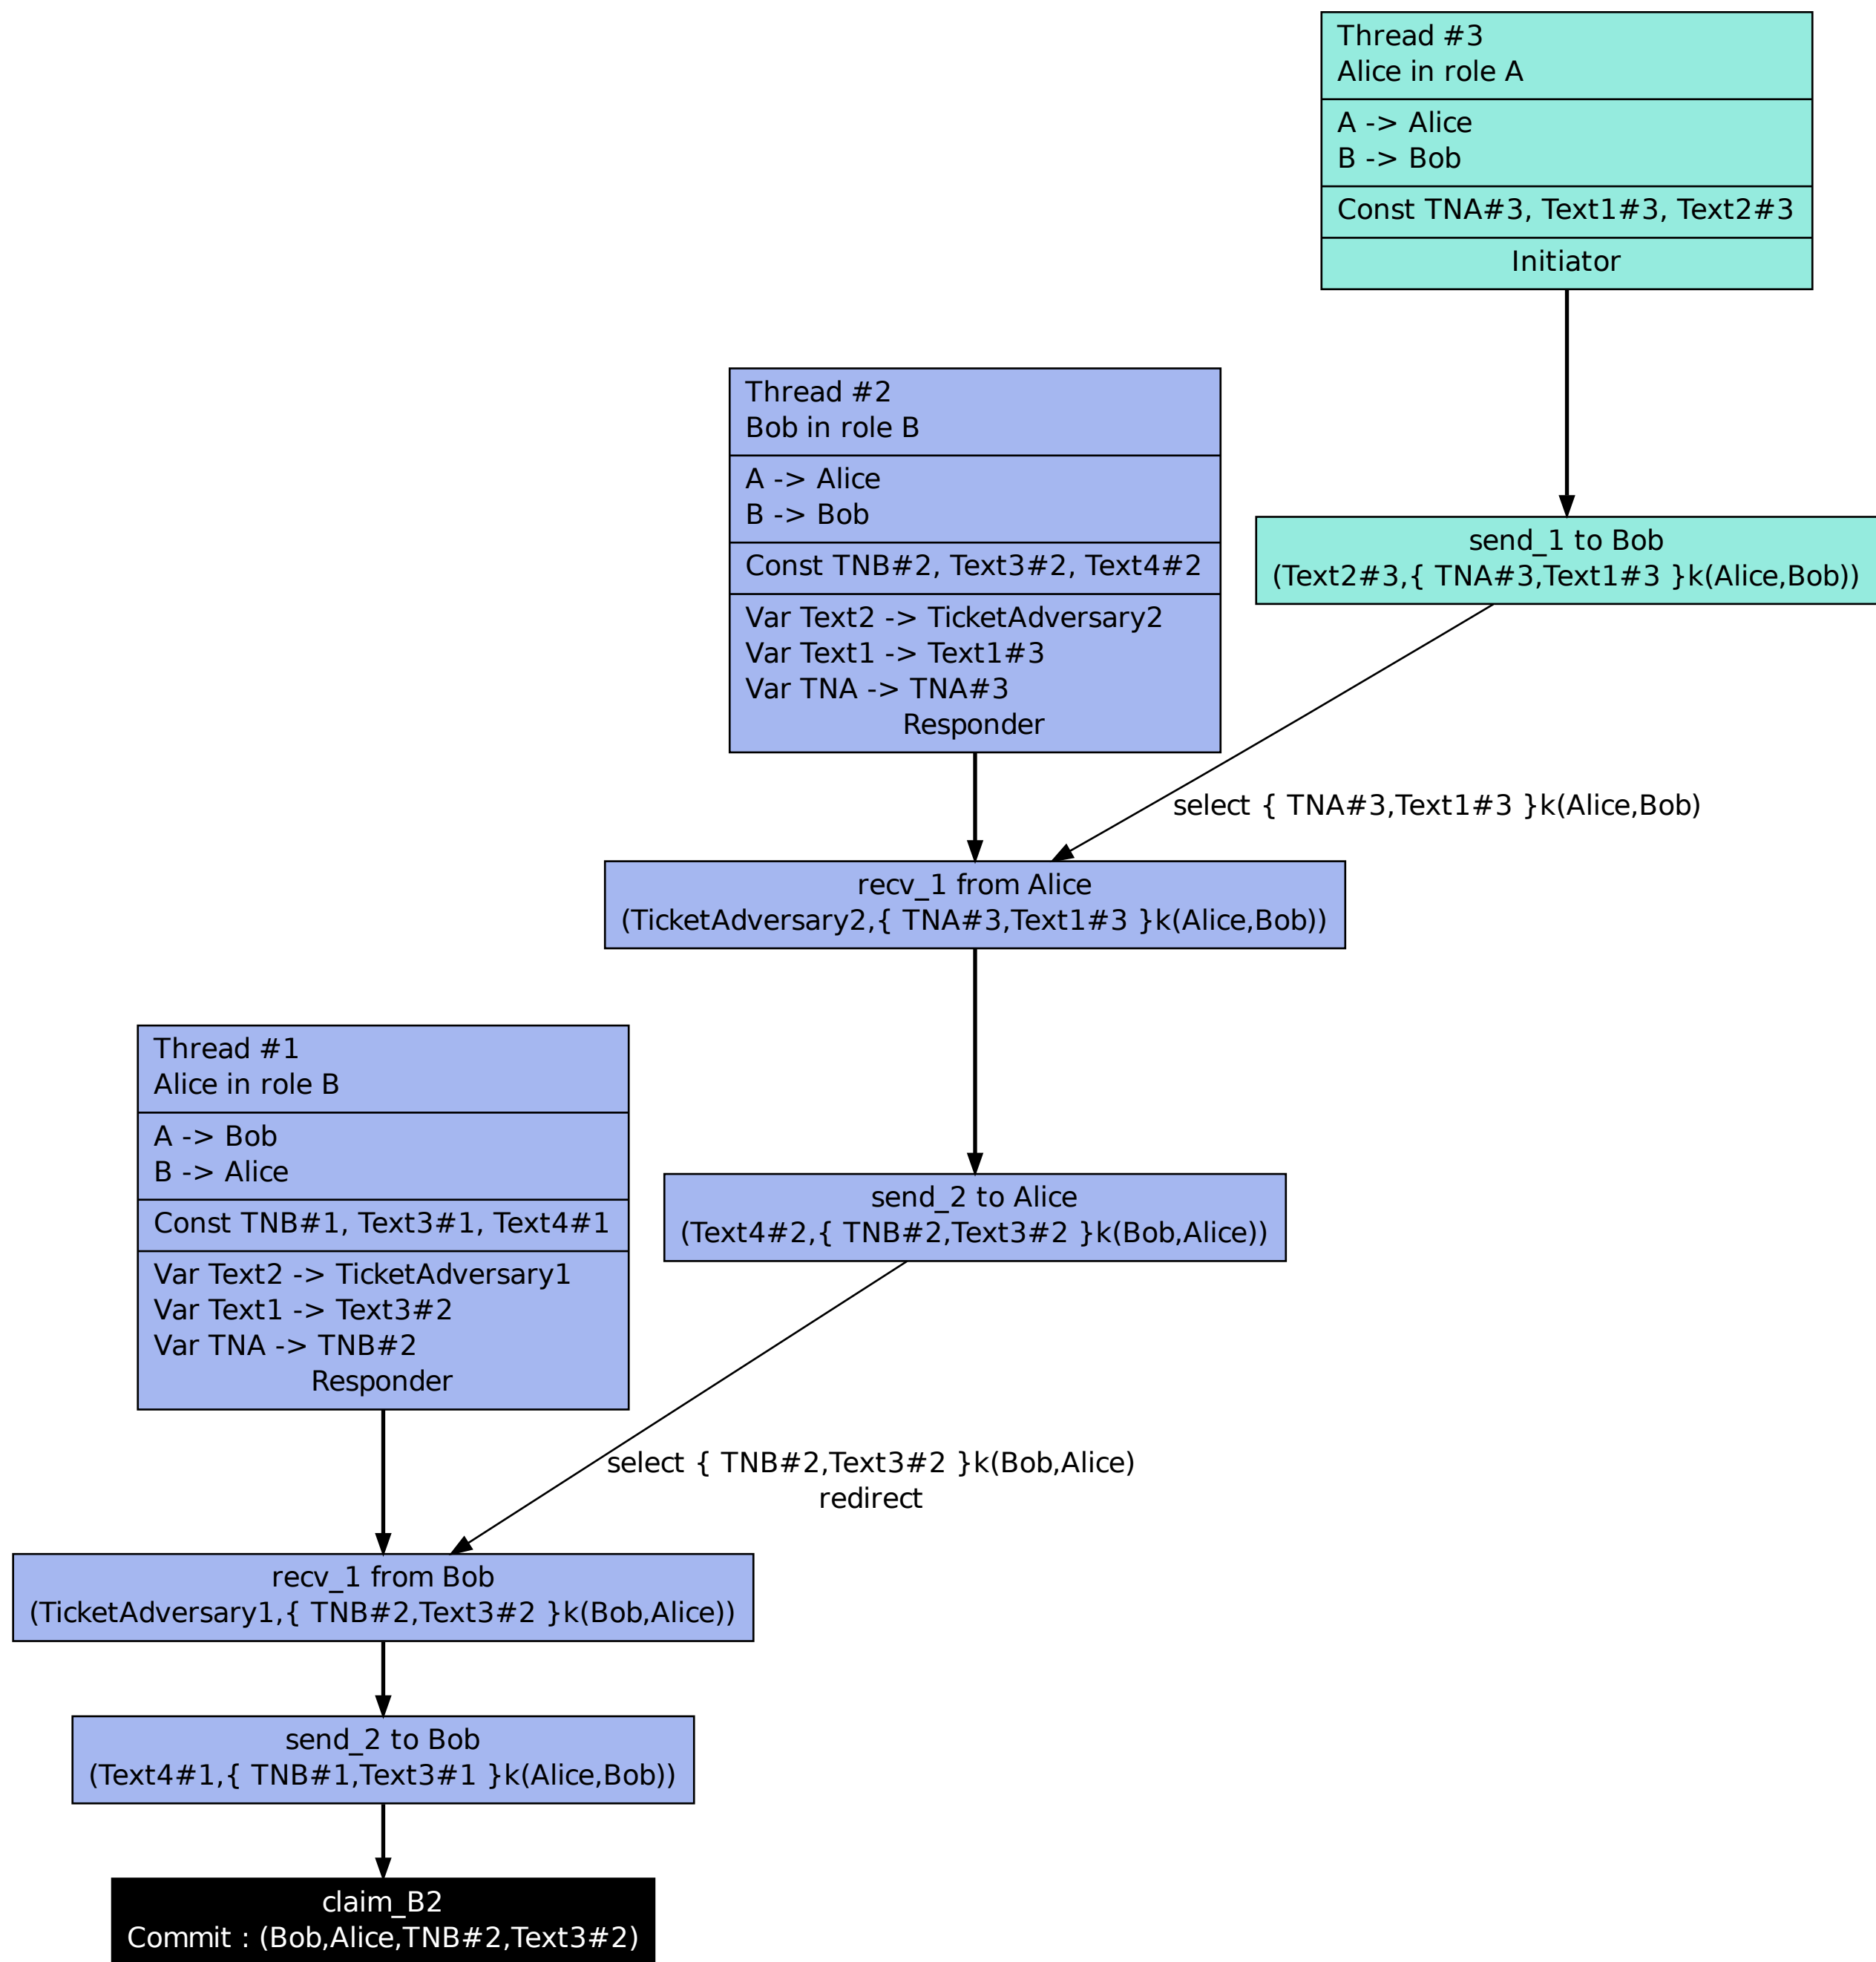 Thread #3
Alice in role A
A -> Alice
B -> Bob
Const TNA#3, Text1#3, Text2#3
Initiator
Thread #2
Bob in role B
A -> Alice
B -> Bob
Const TNB#2, Text3#2, Text4#2
Var Text2 -> TicketAdversary2
Var Text1 -> Text1#3
Var TNA -> TNA#3
Responder
send_1 to Bob
(Text2#3,{ TNA#3,Text1#3 }k(Alice,Bob))
select { TNA#3,Text1#3 }k(Alice,Bob)
recv_1 from Alice
(TicketAdversary2,{ TNA#3,Text1#3 }k(Alice,Bob))
Thread #1
Alice in role B
A -> Bob
B -> Alice
Const TNB#1, Text3#1, Text4#1
Var Text2 -> TicketAdversary1
Var Text1 -> Text3#2
Var TNA -> TNB#2
Responder
send_2 to Alice
(Text4#2,{ TNB#2,Text3#2 }k(Bob,Alice))
select { TNB#2,Text3#2 }k(Bob,Alice)
redirect
recv_1 from Bob
(TicketAdversary1,{ TNB#2,Text3#2 }k(Bob,Alice))
send_2 to Bob
(Text4#1,{ TNB#1,Text3#1 }k(Alice,Bob))
claim_B2
Commit : (Bob,Alice,TNB#2,Text3#2)